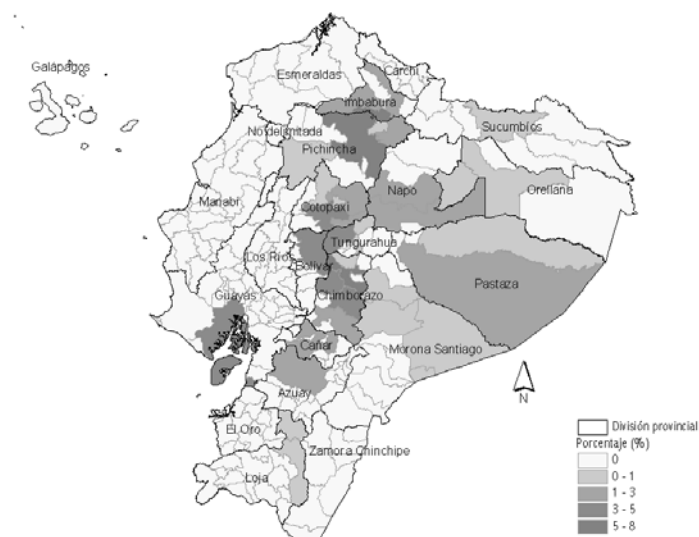 Galápagos
Esmeraldas
Carchi
Imbabura
No delimitada
Sucumbíos
Pichincha
Napo
Orellana
Manabí
Cotopaxi
Tungurahua
Los Ríos
Bolívar
Pastaza
Guayas
Chimborazo
Cañar
Morona Santiago
Azuay
N
El Oro
Zamora Chinchipe
Loja
División provincial
Porcentaje (%)
0
0 - 1
1 - 3
3 - 5
5 - 8